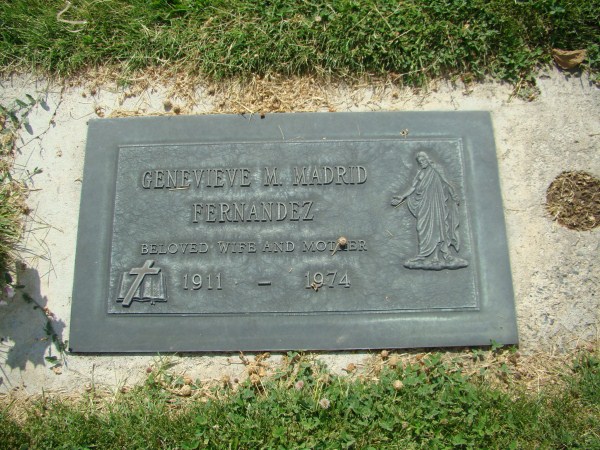 GENEVIEVE M. MADRID
FERNANDEZ
BELOVED WIFE AND MOTHER
1911 – 1974